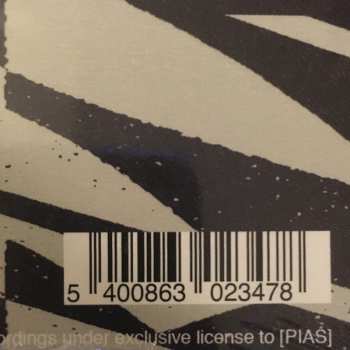 5 400863 023478
ordings under exclusive license to [PIAS]